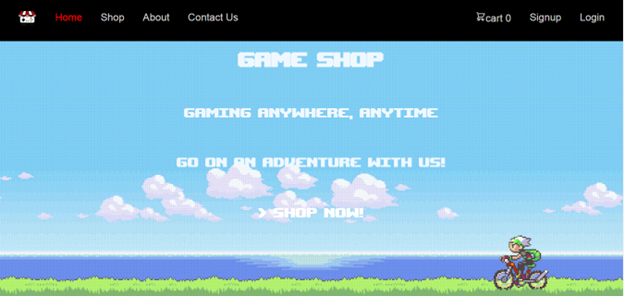 Home Shop About Contact Us cart 0 Signup Login
GAME SHOP
GAMING ANYWHERE, ANYTIME
GO ON AN ADVENTURE WITH US!
> SHOP NOW!